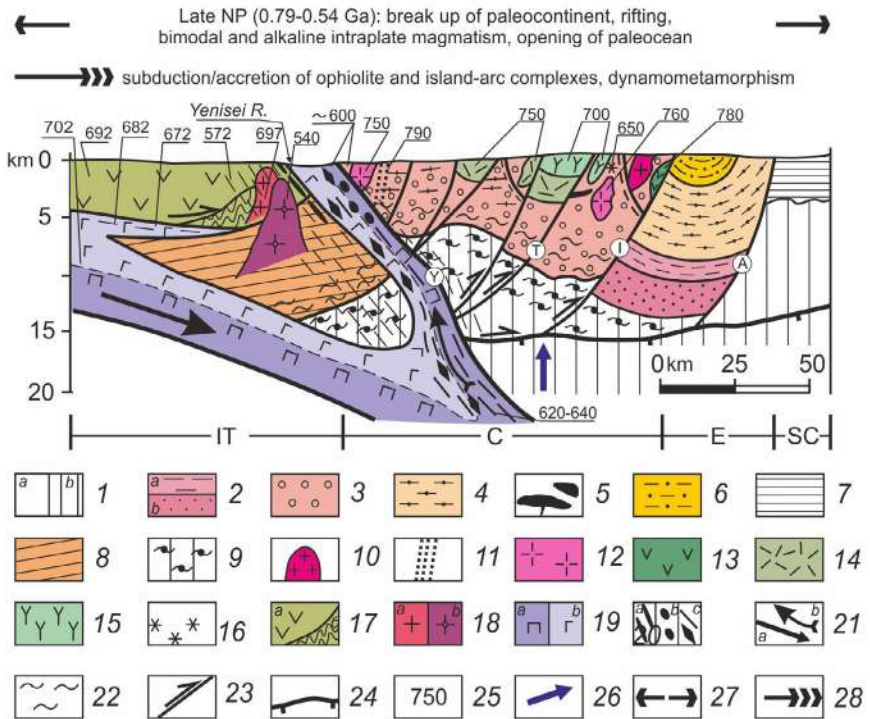 Late NP (0.79-0.54 Ga): break up of paleocontinent, rifting,
bimodal and alkaline intraplate magmatism, opening of paleocean
subduction/accretion of ophiolite and island-arc complexes, dynamometamorphism
Yenisei R. ~600 750 700
702 692 682 672 572 697 540 750 790 650 760 780
km 0
5
Y T I A
15
0 km 25 50
20
620-640
IT C E SC
a b 1 a b 2 3 4 5 6 7
8 9 10 11 12 13 14
15 16 a b 17 a b 18 a b 19 a b c a b 21
22 23 24 750 25 26 27 28